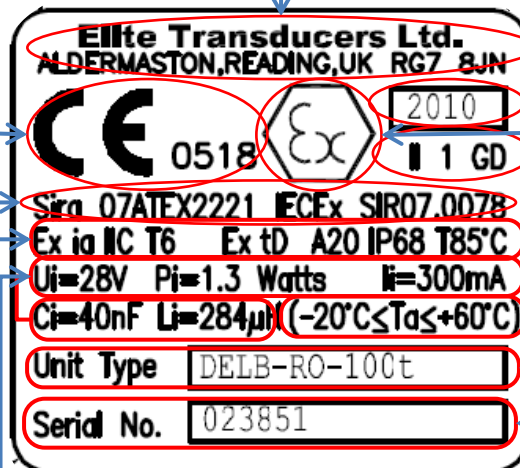 Elite Transducers Ltd.
ALDERMASTON,READING,UK RG7 8JN
CE 0518 Ex 2010
II 1 GD
Sira 07ATEX2221 IECEx SIR07.0078
Ex ia IIC T6 Ex tD A20 IP68 T85°C
Ui=28V Pi=1.3 Watts Ii=300mA
Ci=40nF Li=284µH (-20°C≤Ta≤+60°C)
Unit Type DELB-RO-100t
Serial No. 023851